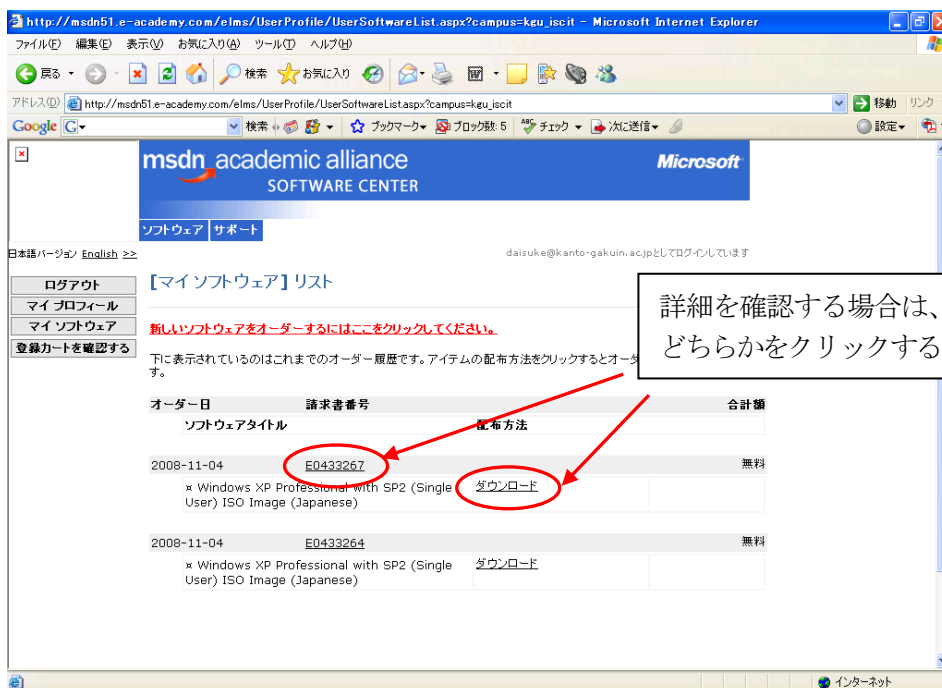 http://msdn51.e-academy.com/elms/UserProfile/UserSoftwareList.aspx?campus=kgu_iscit - Microsoft Internet Explorer
ファイル(F) 編集(E) 表示(V) お気に入り(A) ツール(T) ヘルプ(H)
戻る 検索 お気に入り
アドレス(D) http://msdn51.e-academy.com/elms/UserProfile/UserSoftwareList.aspx?campus=kgu_iscit 移動 リンク
Google G 検索 ブックマーク ブロック数: 5 チェック 次に送信 設定
msdn academic alliance Microsoft
SOFTWARE CENTER
ソフトウェア サポート
日本語バージョン English >> daisuke@kanto-gakuin.ac.jpとしてログインしています
ログアウト
マイ プロフィール
マイ ソフトウェア
登録カートを確認する
[マイ ソフトウェア] リスト
詳細を確認する場合は、
どちらかをクリックする
新しいソフトウェアをオーダーするにはここをクリックしてください。
下に表示されているのはこれまでのオーダー履歴です。アイテムの配布方法をクリックするとオーダ
す。
オーダー日 請求書番号 合計額
ソフトウェアタイトル 配布方法
2008-11-04 E0433267 無料
¤ Windows XP Professional with SP2 (Single ダウンロード
User) ISO Image (Japanese)
2008-11-04 E0433264 無料
¤ Windows XP Professional with SP2 (Single ダウンロード
User) ISO Image (Japanese)
インターネット